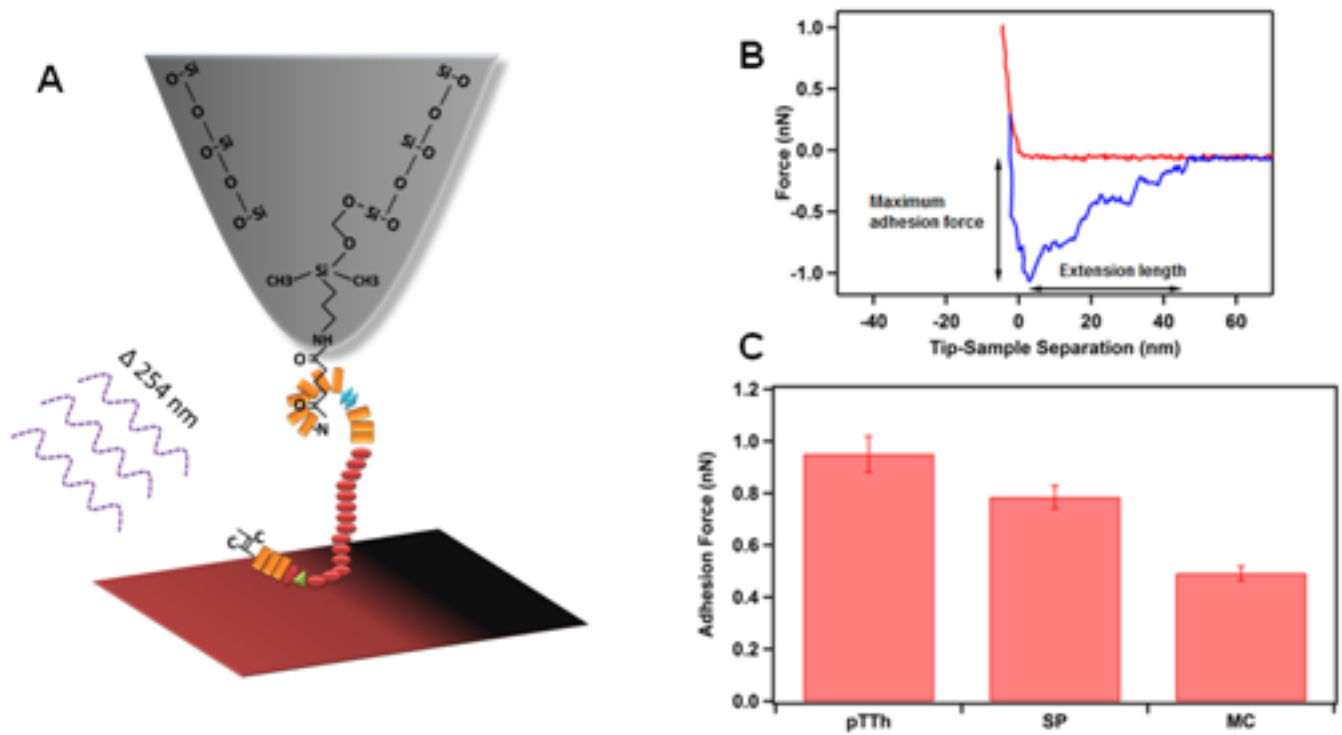 A
O-Si
O
O-Si
O
O-Si
Si-O
O
Si-O
O
O-Si-O
O
CH3-Si-CH3
NH
O
O
-N
Δ 254 nm
C
C
B
1.0
0.5
0.0
-0.5
-1.0
Force (nN)
Maximum
adhesion force
Extension length
-40 -20 0 20 40 60
Tip-Sample Separation (nm)
C
1.2
1.0
0.8
0.6
0.4
0.2
0.0
Adhesion Force (nN)
pTTh SP MC